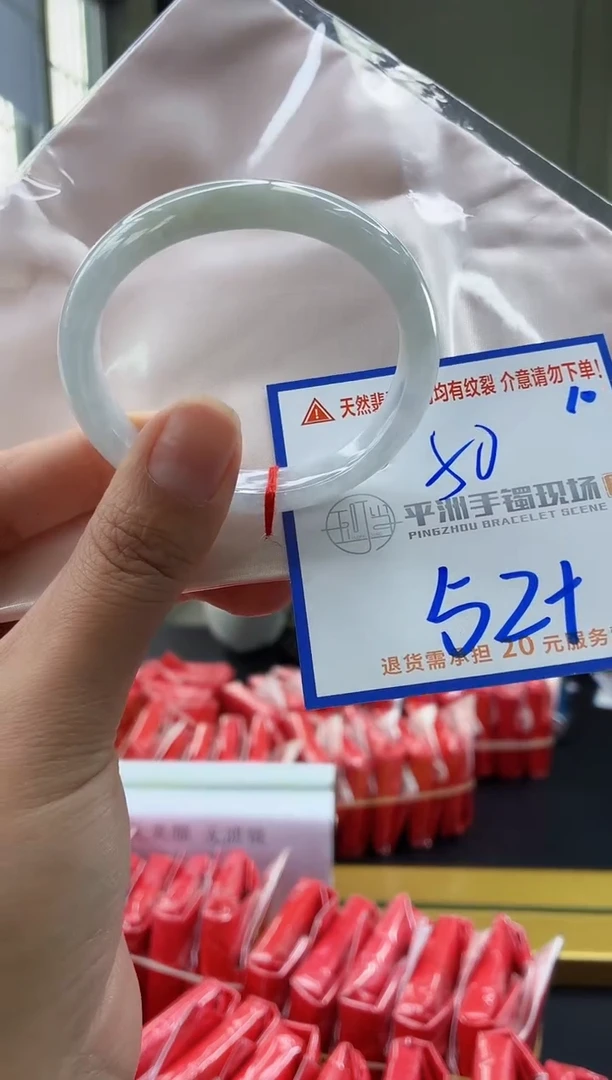 天然翡 均有纹裂 介意请勿下单!
50
平洲手镯现场
PINGZHOU BRACELET SCENE
52+
退货需承担 20 元服务